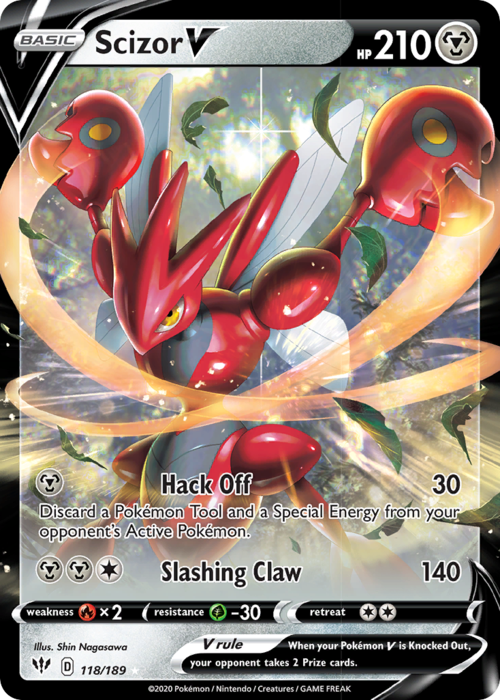 BASIC Scizor V HP 210
Hack Off 30
Discard a Pokémon Tool and a Special Energy from your
opponent's Active Pokémon.
Slashing Claw 140
weakness ×2 resistance -30 retreat
Illus. Shin Nagasawa
V rule When your Pokémon V is Knocked Out,
your opponent takes 2 Prize cards.
D 118/189
©2020 Pokémon / Nintendo / Creatures / GAME FREAK